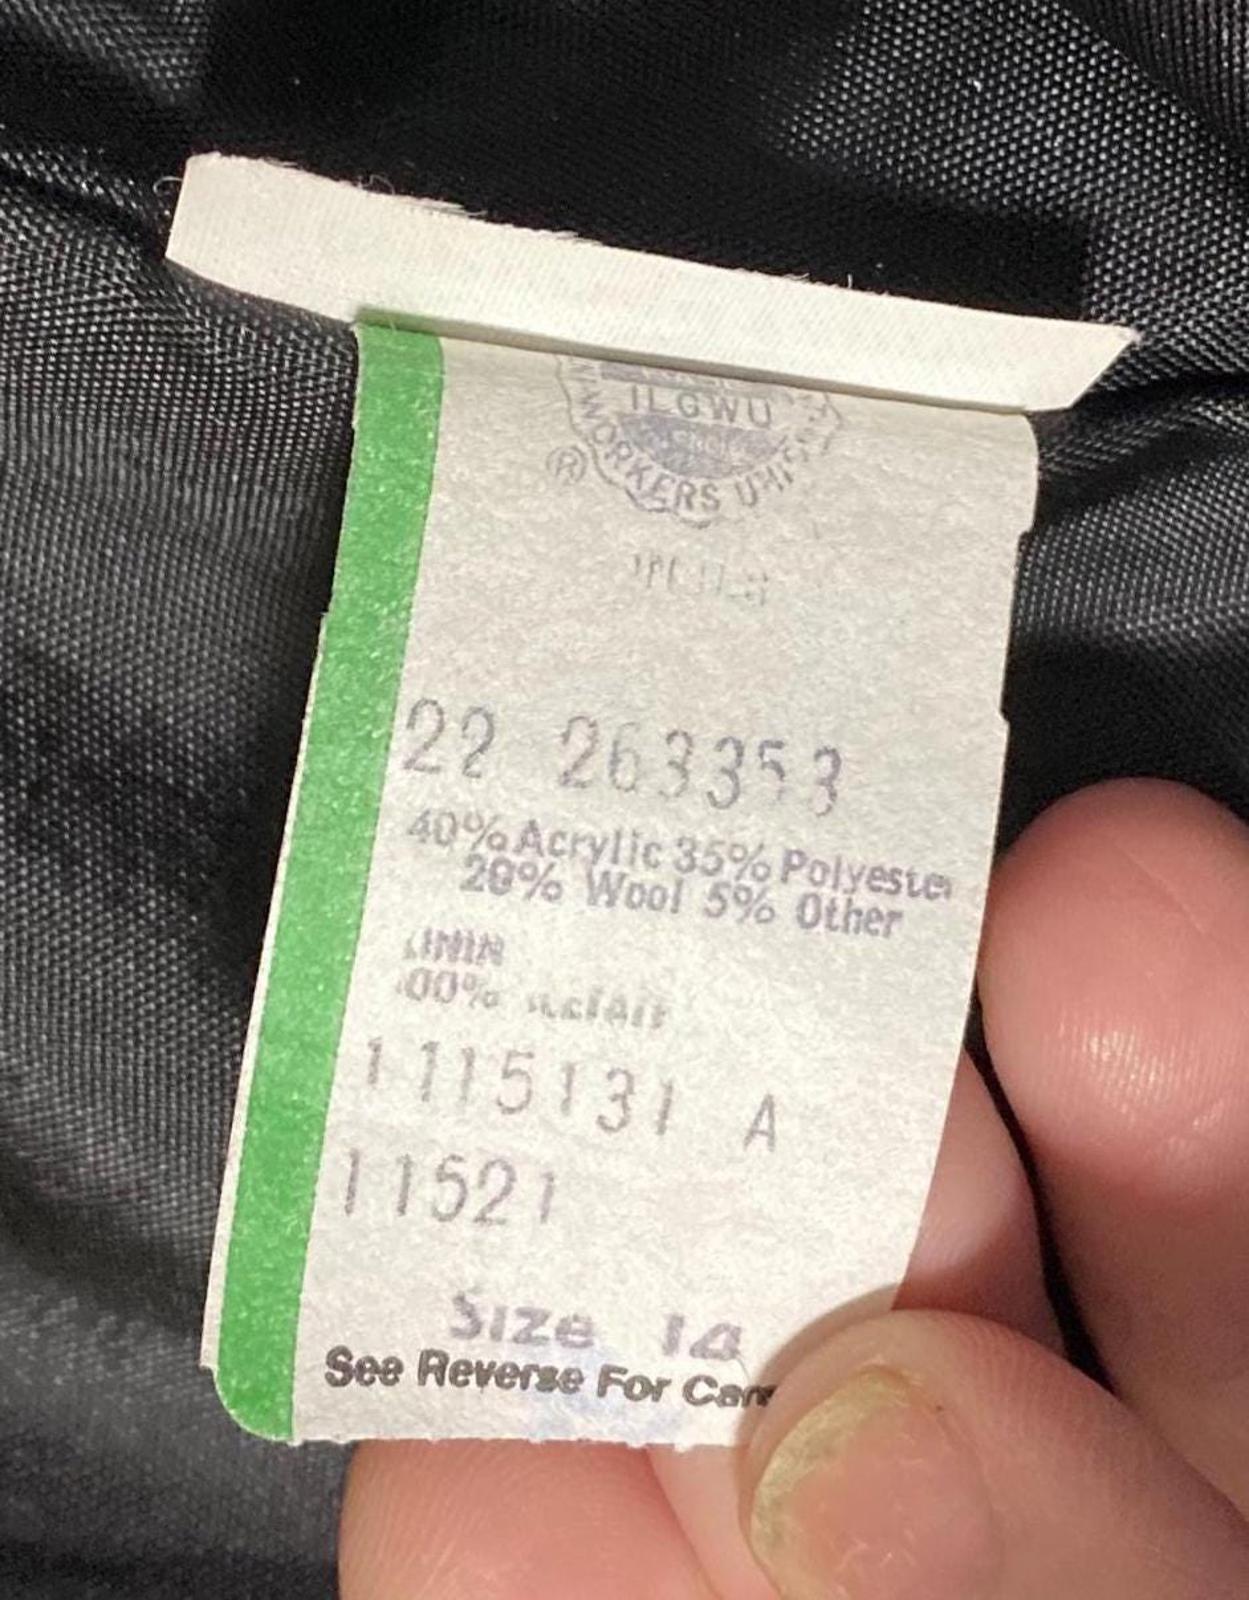 ILGWU
WORKERS UNION
®
22 263353
40% Acrylic 35% Polyester
20% Wool 5% Other
00%
1115131 A
11521
Size 14
See Reverse For Care